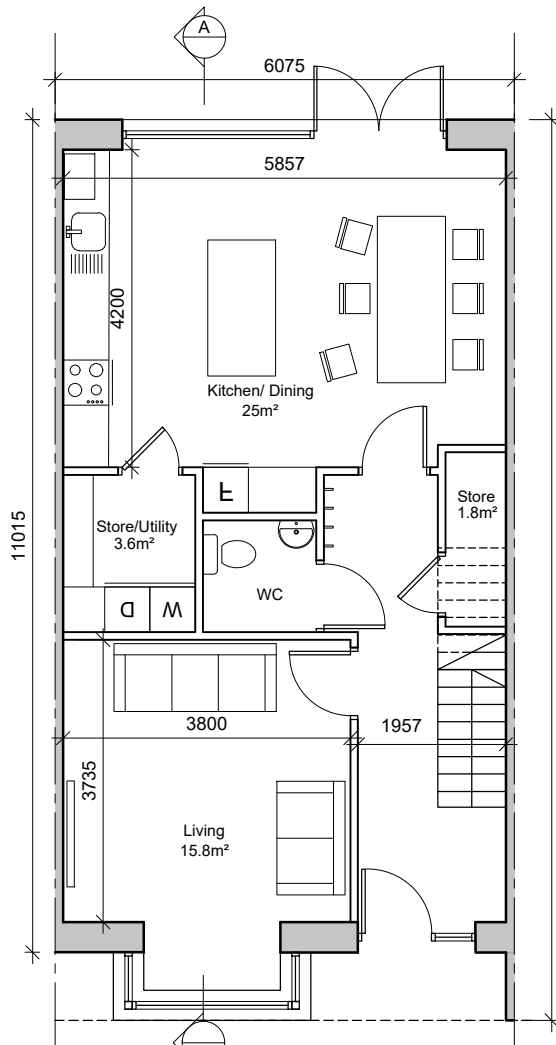 A
6075
5857
4200
Kitchen/ Dining
25m²
11015
F
Store/Utility
3.6m²
Store
1.8m²
D
W
WC
3800
1957
3735
Living
15.8m²